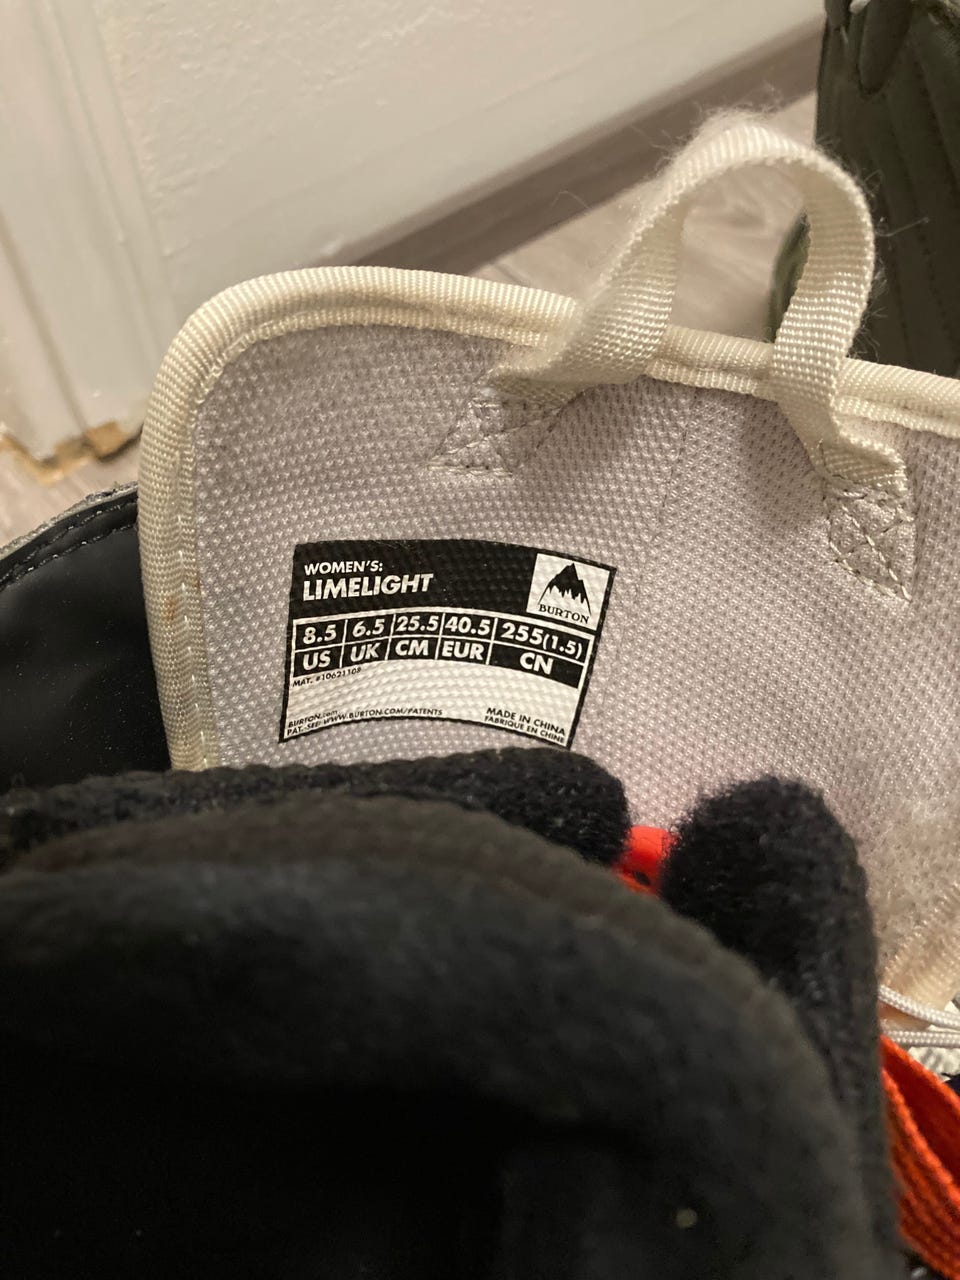 WOMEN'S:
LIMELIGHT
BURTON
8.5 6.5 25.5 40.5 255(1.5)
US UK CM EUR CN
MAT. #10621109
BURTON.com
PAT.-SEE: WWW.BURTON.COM/PATENTS
MADE IN CHINA
FABRIQUE EN CHINE